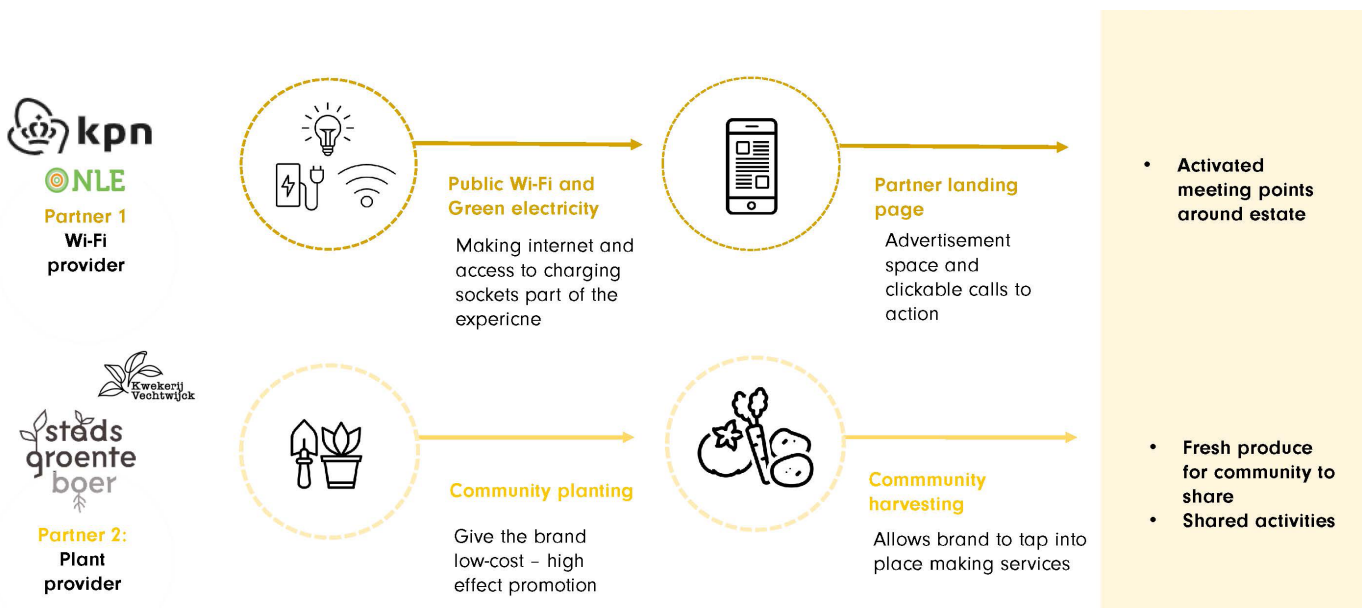 kpn
NLE
Partner 1
Wi-Fi
provider
Public Wi-Fi and
Green electricity
Making internet and
access to charging
sockets part of the
expericne
Partner landing
page
Advertisement
space and
clickable calls to
action
• Activated
meeting points
around estate
Kwekerij
Vechtwijck
stads
groente
boer
Partner 2:
Plant
provider
Community planting
Give the brand
low-cost – high
effect promotion
Commmunity
harvesting
Allows brand to tap into
place making services
• Fresh produce
for community to
share
• Shared activities